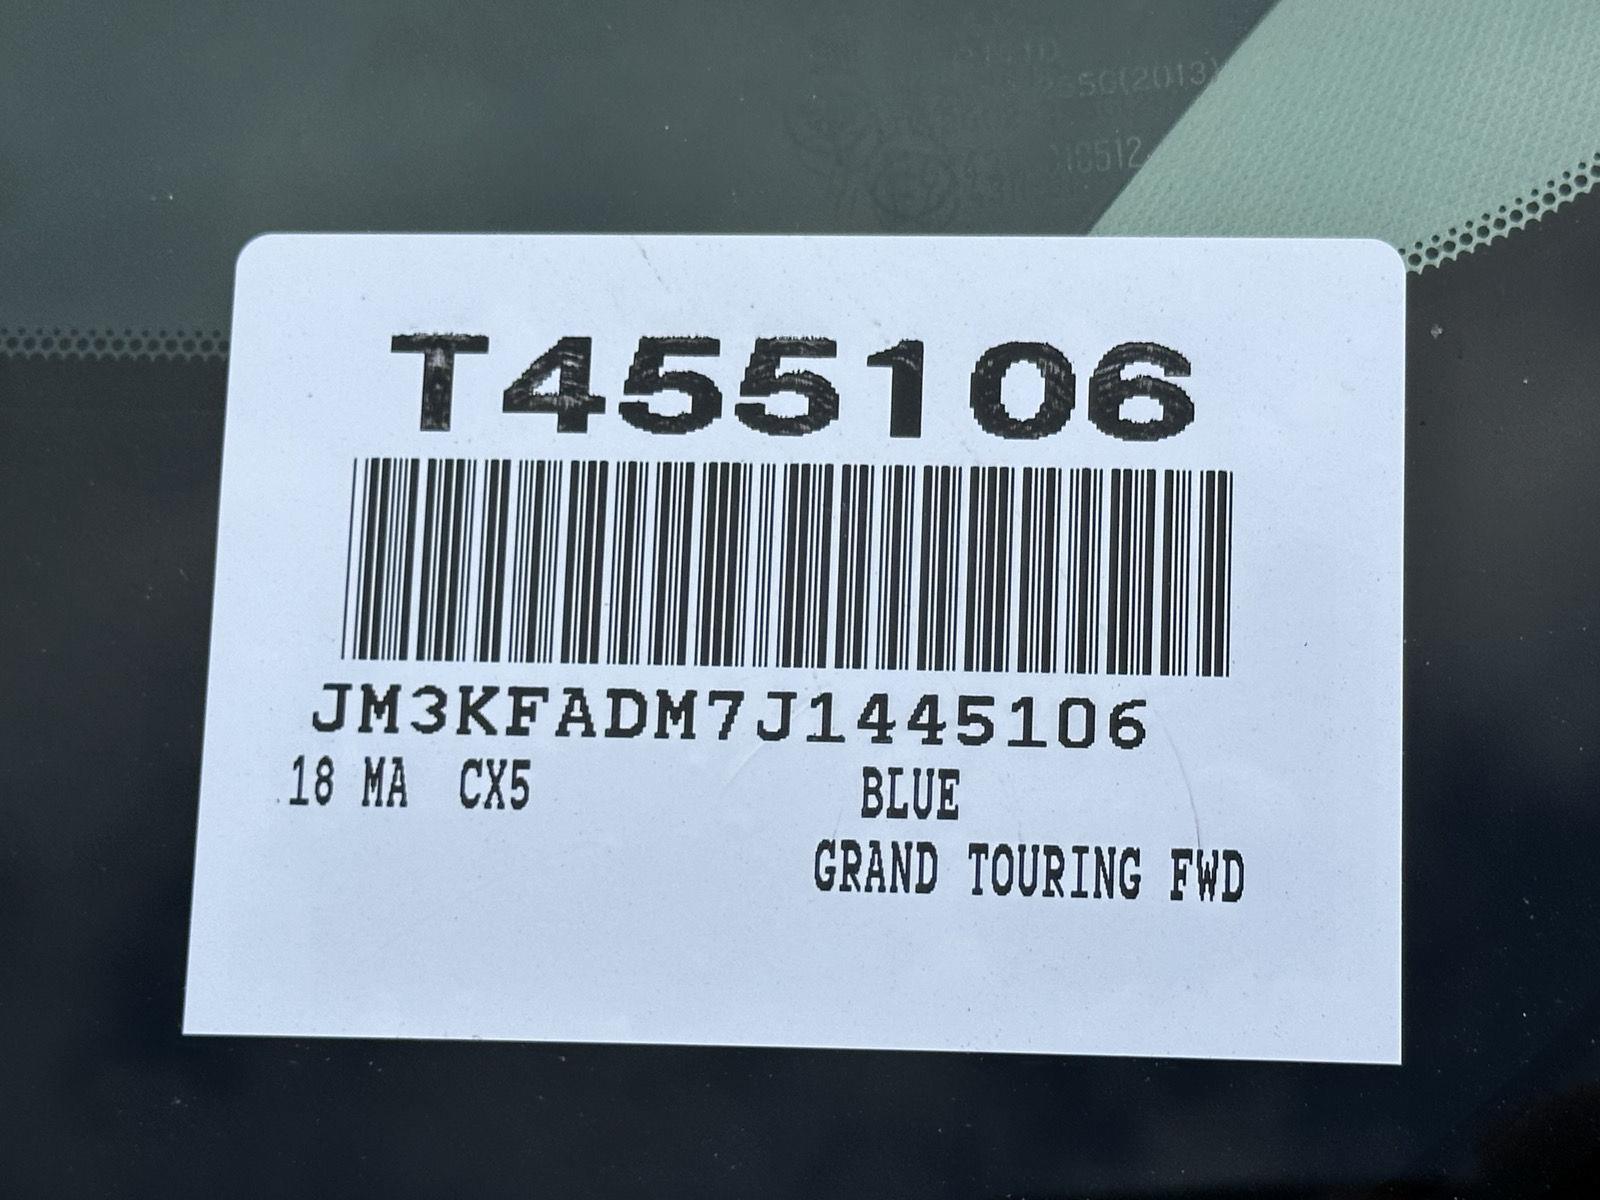 T455106
JM3KFADM7J1445106
18 MA CX5 BLUE
GRAND TOURING FWD